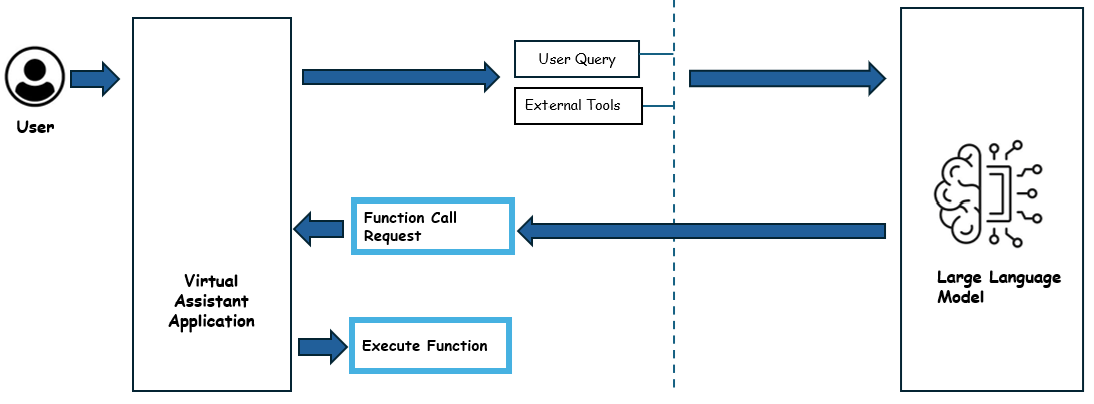 User Query
External Tools
User
Function Call
Request
Virtual
Assistant
Application
Large Language
Model
Execute Function